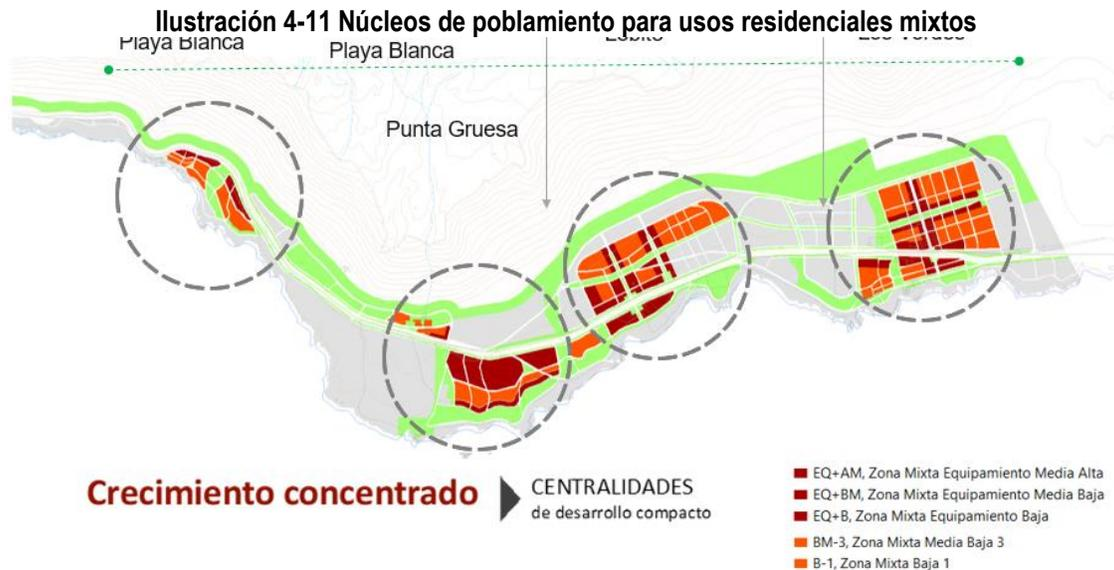 Ilustración 4-11 Núcleos de poblamiento para usos residenciales mixtos
Playa Blanca
Playa Blanca
Punta Gruesa
Crecimiento concentrado
CENTRALIDADES
de desarrollo compacto
EQ+AM, Zona Mixta Equipamiento Media Alta
EQ+BM, Zona Mixta Equipamiento Media Baja
EQ+B, Zona Mixta Equipamiento Baja
BM-3, Zona Mixta Media Baja 3
B-1, Zona Mixta Baja 1